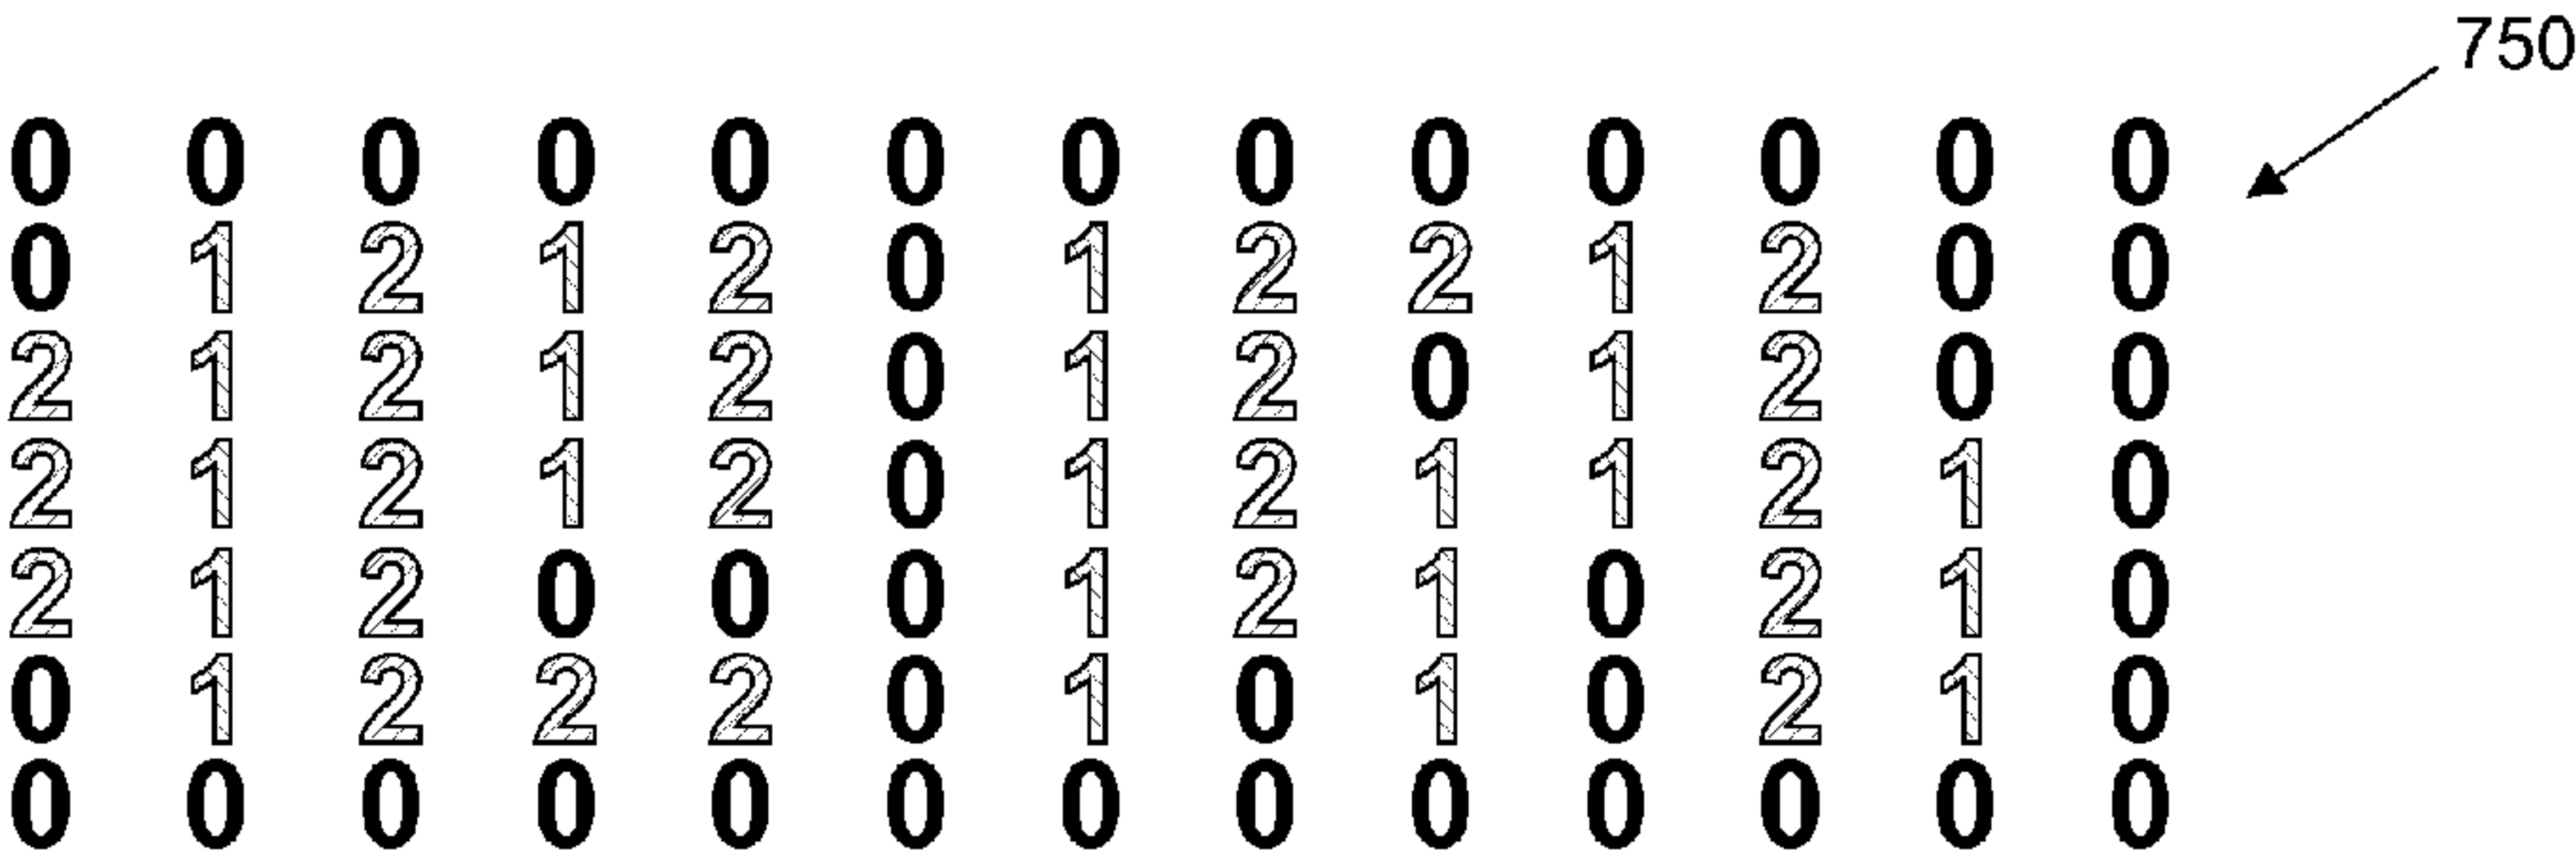 750
0 0 0 0 0 0 0 0 0 0 0 0 0
0 1 2 1 2 0 1 2 2 1 2 0 0
2 1 2 1 2 0 1 2 0 1 2 0 0
2 1 2 1 2 0 1 2 1 1 2 1 0
2 1 2 0 0 0 1 2 1 0 2 1 0
0 1 2 2 2 0 1 0 1 0 2 1 0
0 0 0 0 0 0 0 0 0 0 0 0 0